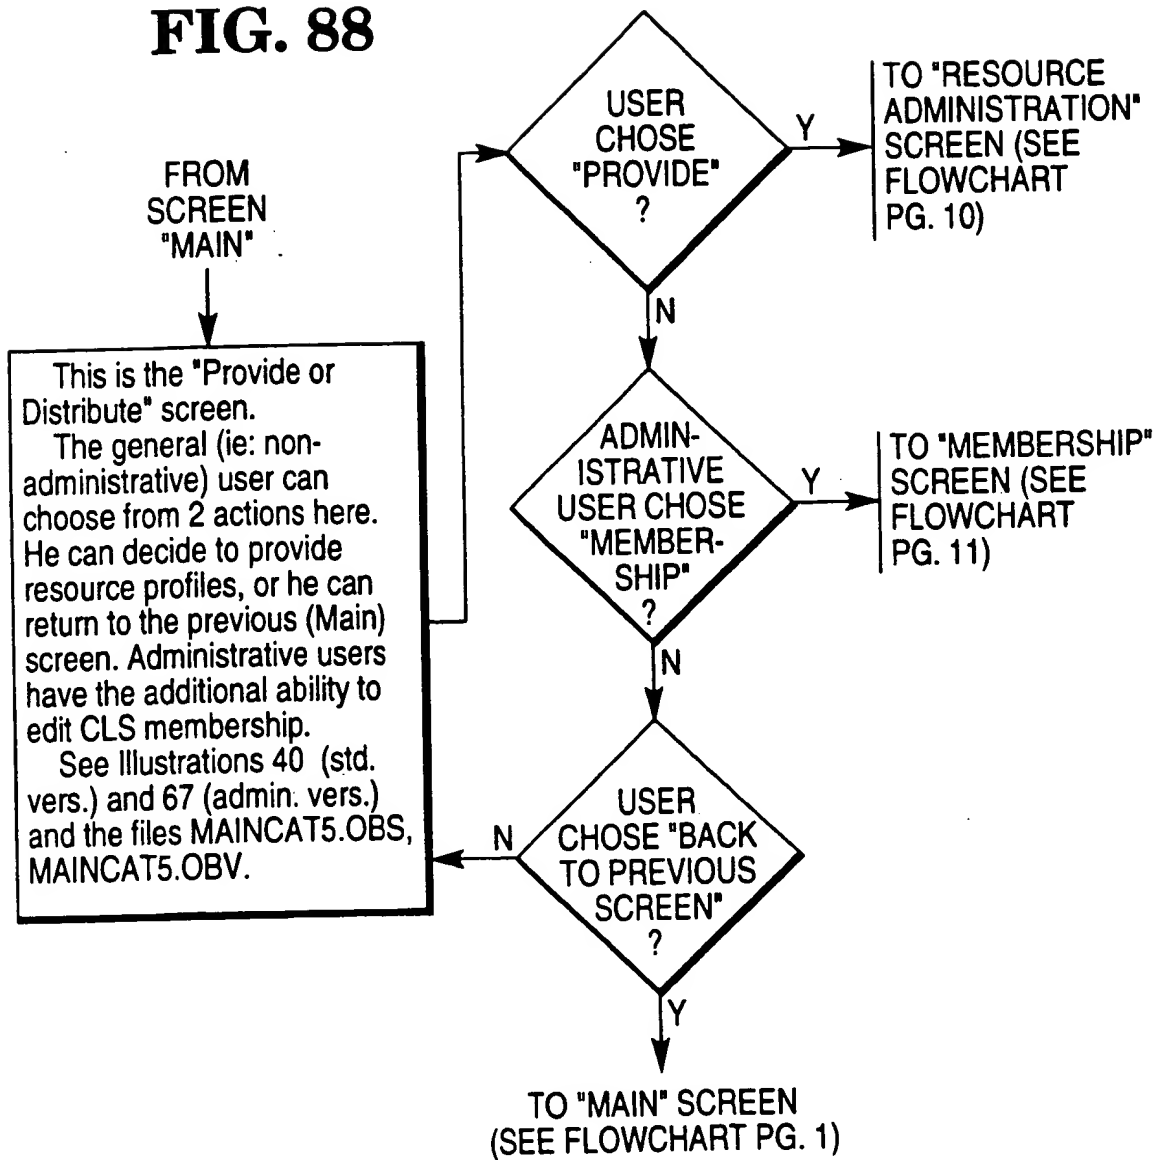 FIG. 88
FROM
SCREEN
"MAIN"
This is the "Provide or
Distribute" screen.
The general (ie: non-
administrative) user can
choose from 2 actions here.
He can decide to provide
resource profiles, or he can
return to the previous (Main)
screen. Administrative users
have the additional ability to
edit CLS membership.
See Illustrations 40 (std.
vers.) and 67 (admin. vers.)
and the files MAINCAT5.OBS,
MAINCAT5.OBV.
USER
CHOSE
"PROVIDE"
?
Y
TO "RESOURCE
ADMINISTRATION"
SCREEN (SEE
FLOWCHART
PG. 10)
N
ADMIN-
ISTRATIVE
USER CHOSE
"MEMBER-
SHIP"
?
Y
TO "MEMBERSHIP"
SCREEN (SEE
FLOWCHART
PG. 11)
N
USER
CHOSE "BACK
TO PREVIOUS
SCREEN"
?
N
Y
TO "MAIN" SCREEN
(SEE FLOWCHART PG. 1)